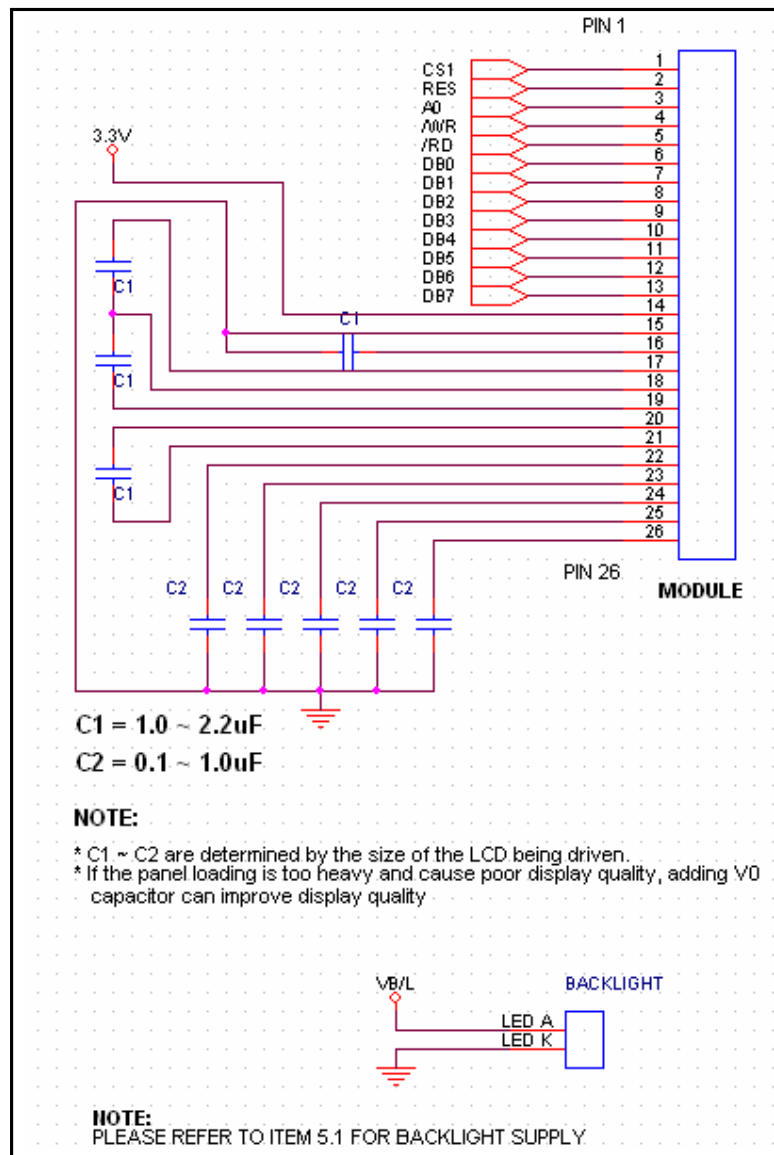 PIN 1
CS1
RES
A0
/WR
/RD
DB0
DB1
DB2
DB3
DB4
DB5
DB6
DB7
1
2
3
4
5
6
7
8
9
10
11
12
13
14
15
16
17
18
19
20
21
22
23
24
25
26
3.3V
C1
C1
C1
C1
PIN 26
MODULE
C2 C2 C2 C2 C2
C1 = 1.0 ~ 2.2uF
C2 = 0.1 ~ 1.0uF
NOTE:
* C1 ~ C2 are determined by the size of the LCD being driven.
* If the panel loading is too heavy and cause poor display quality, adding V0
capacitor can improve display quality
VB/L
BACKLIGHT
LED A
LED K
NOTE:
PLEASE REFER TO ITEM 5.1 FOR BACKLIGHT SUPPLY